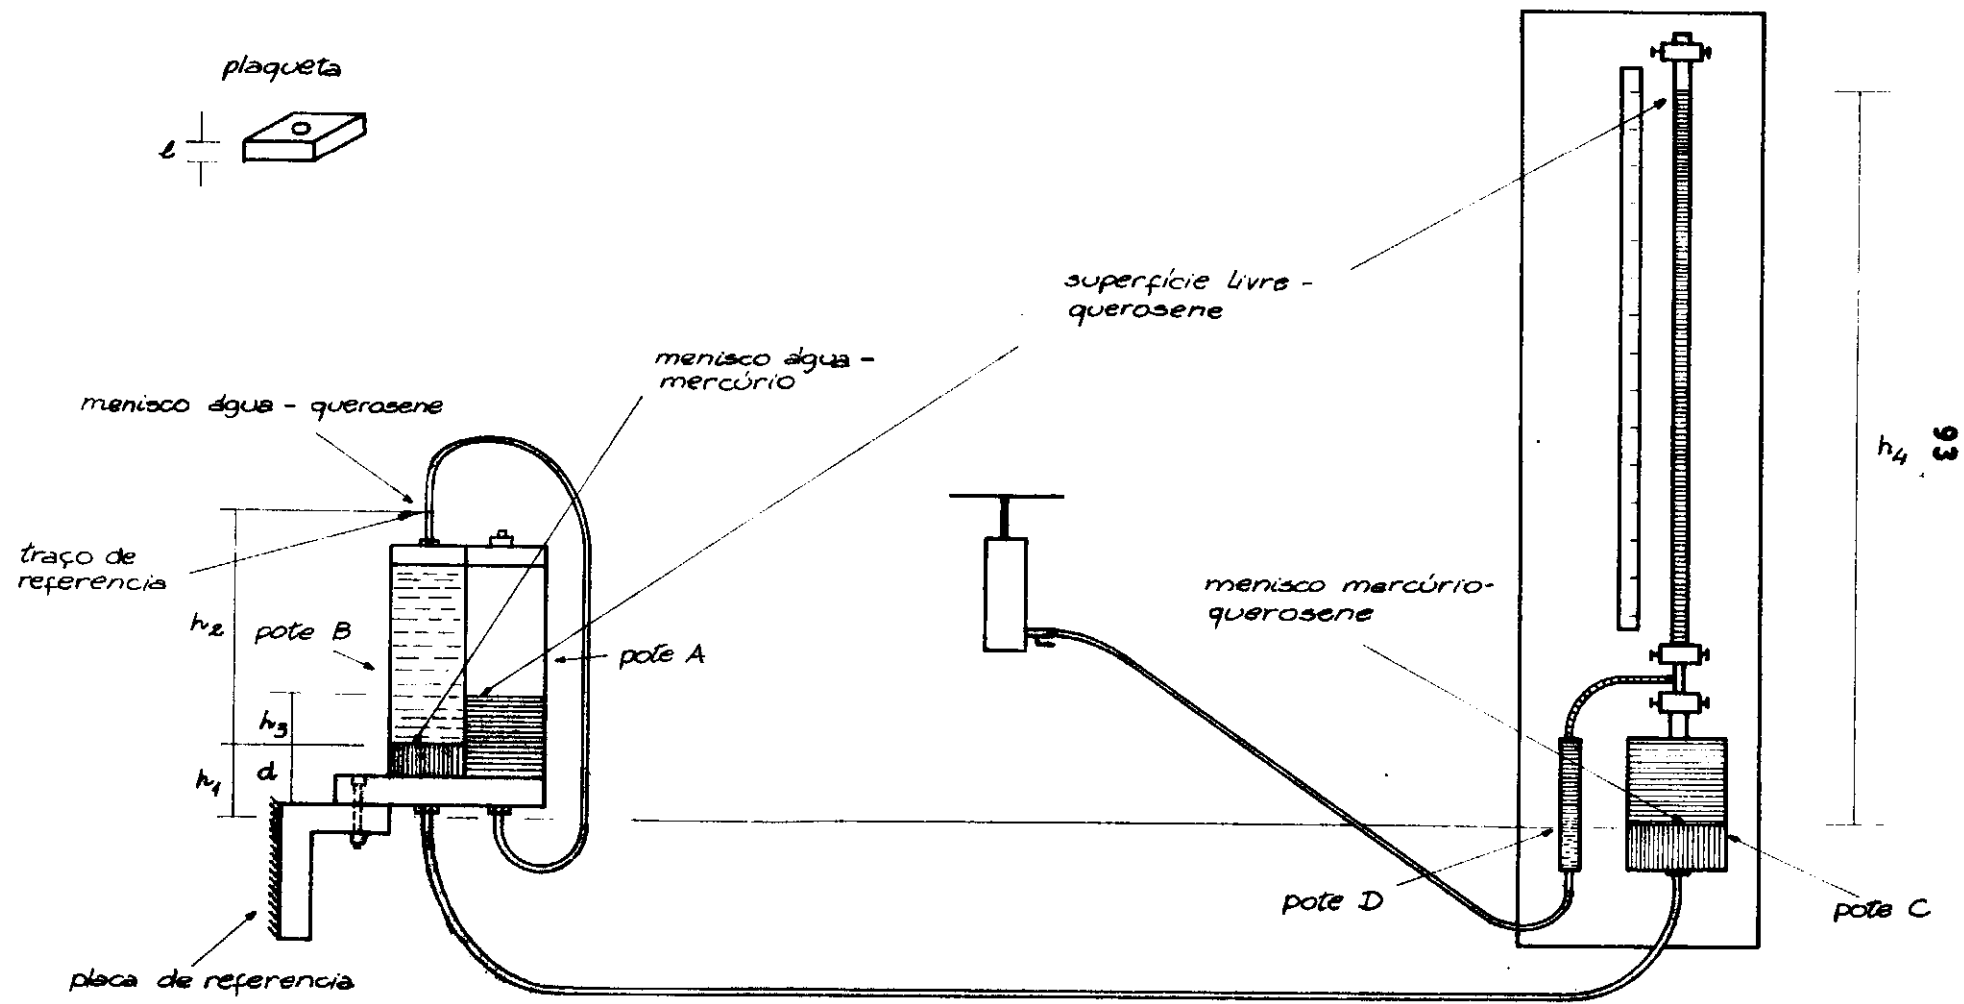 plaqueta
l
superfície livre -
querosene
menisco água -
mercúrio
menisco água - querosene
traço de
referência
h2
pote B
pote A
h3
d
h1
placa de referencia
menisco mercúrio-
querosene
pote D
pote C
h4
93